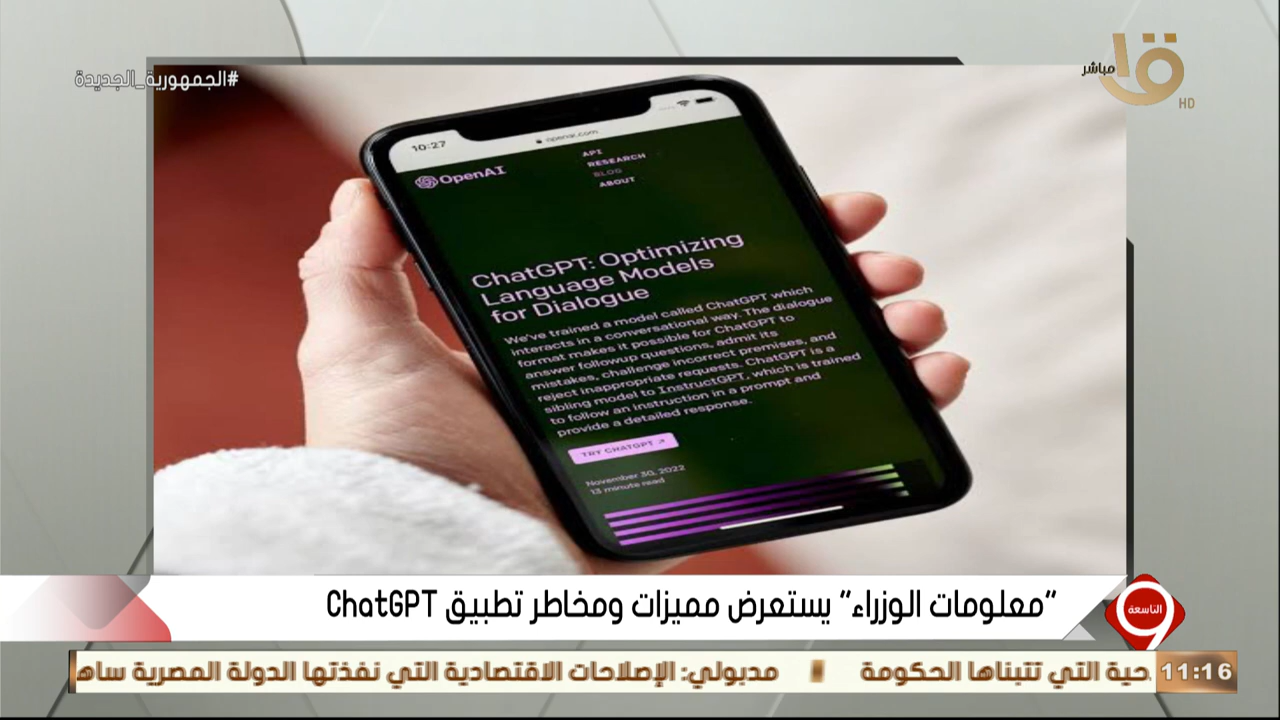 #الجمهورية_الجديدة
مباشر
HD
10:27
openai.com
OpenAI
API
RESEARCH
BLOG
ABOUT
ChatGPT: Optimizing
Language Models
for Dialogue
We've trained a model called ChatGPT which
interacts in a conversational way. The dialogue
format makes it possible for ChatGPT to
answer followup questions, admit its
mistakes, challenge incorrect premises, and
reject inappropriate requests. ChatGPT is a
sibling model to InstructGPT, which is trained
to follow an instruction in a prompt and
provide a detailed response.
TRY CHATGPT ↗
November 30, 2022
13 minute read
"معلومات الوزراء" يستعرض مميزات ومخاطر تطبيق ChatGPT
التاسعة
9
11:16
حية التي تتبناها الحكومة
مدبولي: الإصلاحات الاقتصادية التي نفذتها الدولة المصرية ساه